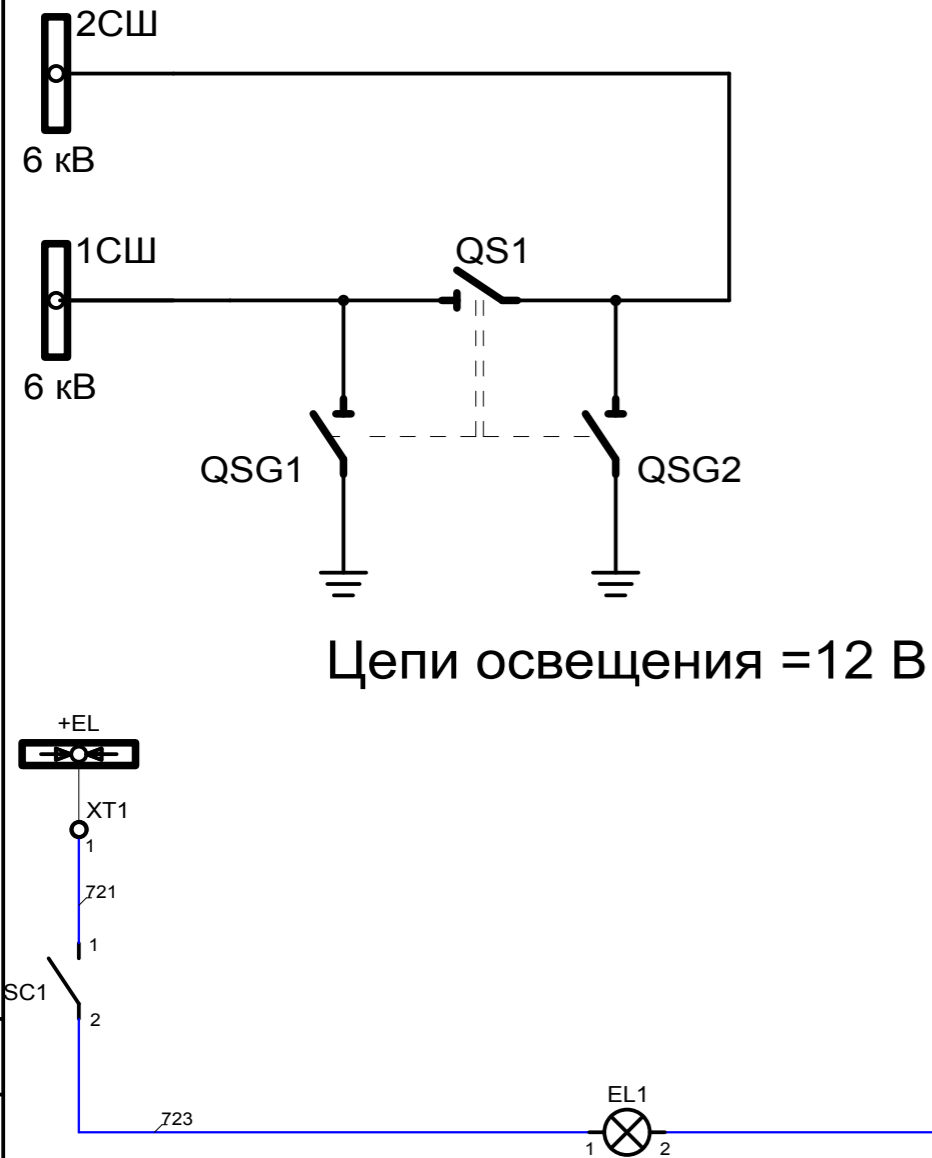 2СШ
6 кВ
1СШ
QS1
6 кВ
QSG1
QSG2
Цепи освещения =12 В
+EL
XT1
1
721
1
SC1
2
723
EL1
1
2